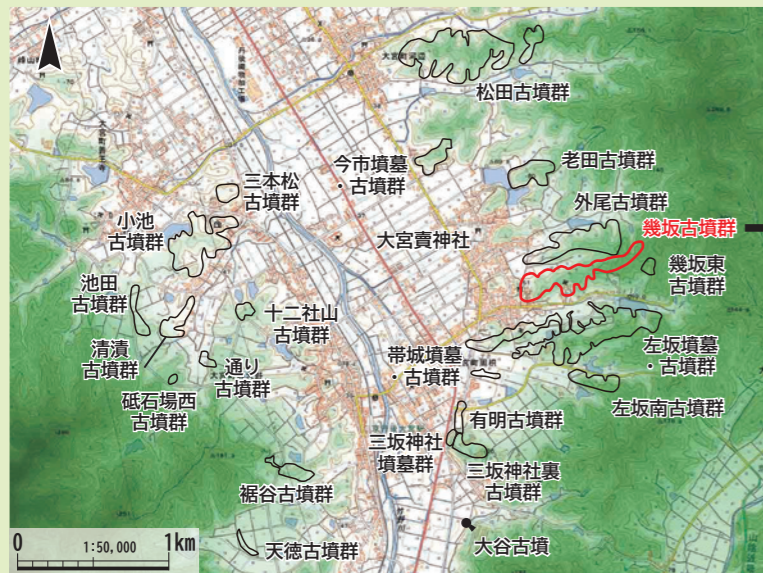 松田古墳群
今市墳墓
・古墳群
老田古墳群
三本松
古墳群
外尾古墳群
小池
古墳群
大宮賣神社
幾坂古墳群
幾坂東
古墳群
池田
古墳群
十二社山
古墳群
清漬
古墳群
通り
古墳群
帯城墳墓
・古墳群
左坂墳墓
・古墳群
砥石場西
古墳群
左坂南古墳群
有明古墳群
三坂神社
墳墓群
三坂神社裏
古墳群
裾谷古墳群
大谷古墳
天徳古墳群
0
1:50,000
1km